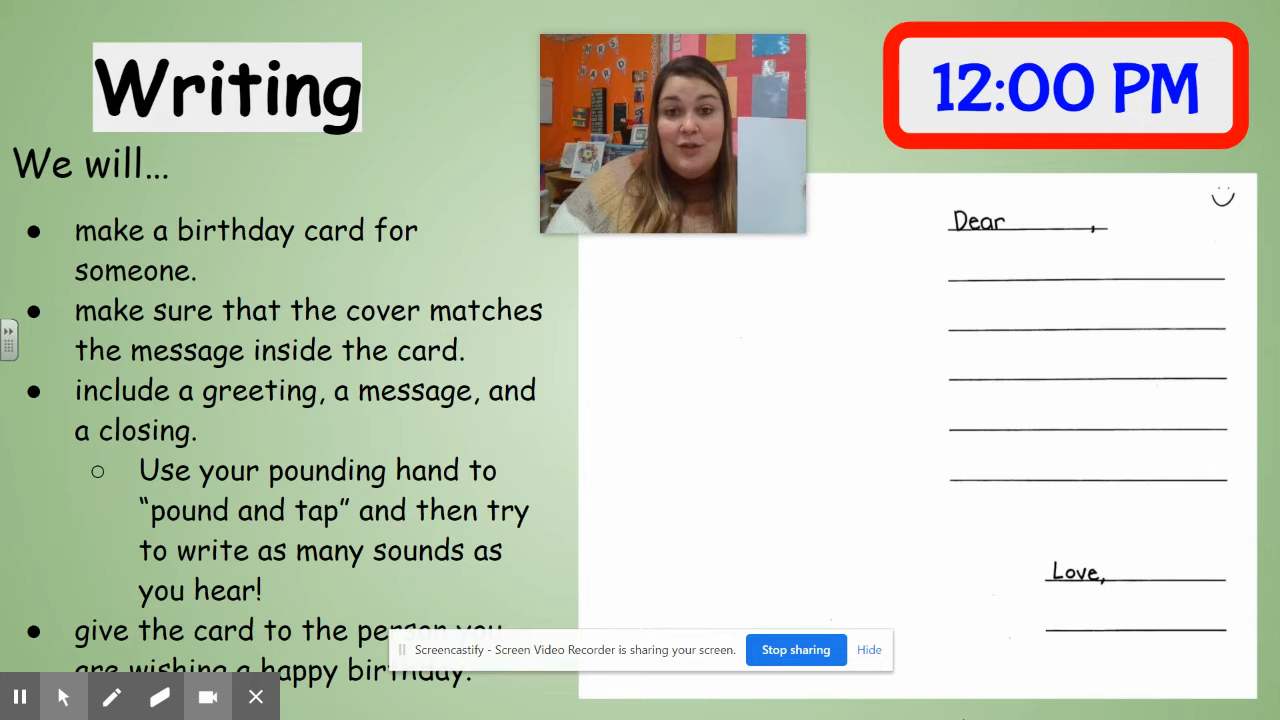 Writing
12:00 PM
We will...
make a birthday card for
someone.
make sure that the cover matches
the message inside the card.
include a greeting, a message, and
a closing.
Use your pounding hand to
“pound and tap” and then try
to write as many sounds as
you hear!
give the card to the person you
are wishing a happy birthday.
MRS
WARD
Dear ,
Love,
Screencastify - Screen Video Recorder is sharing your screen.
Stop sharing
Hide